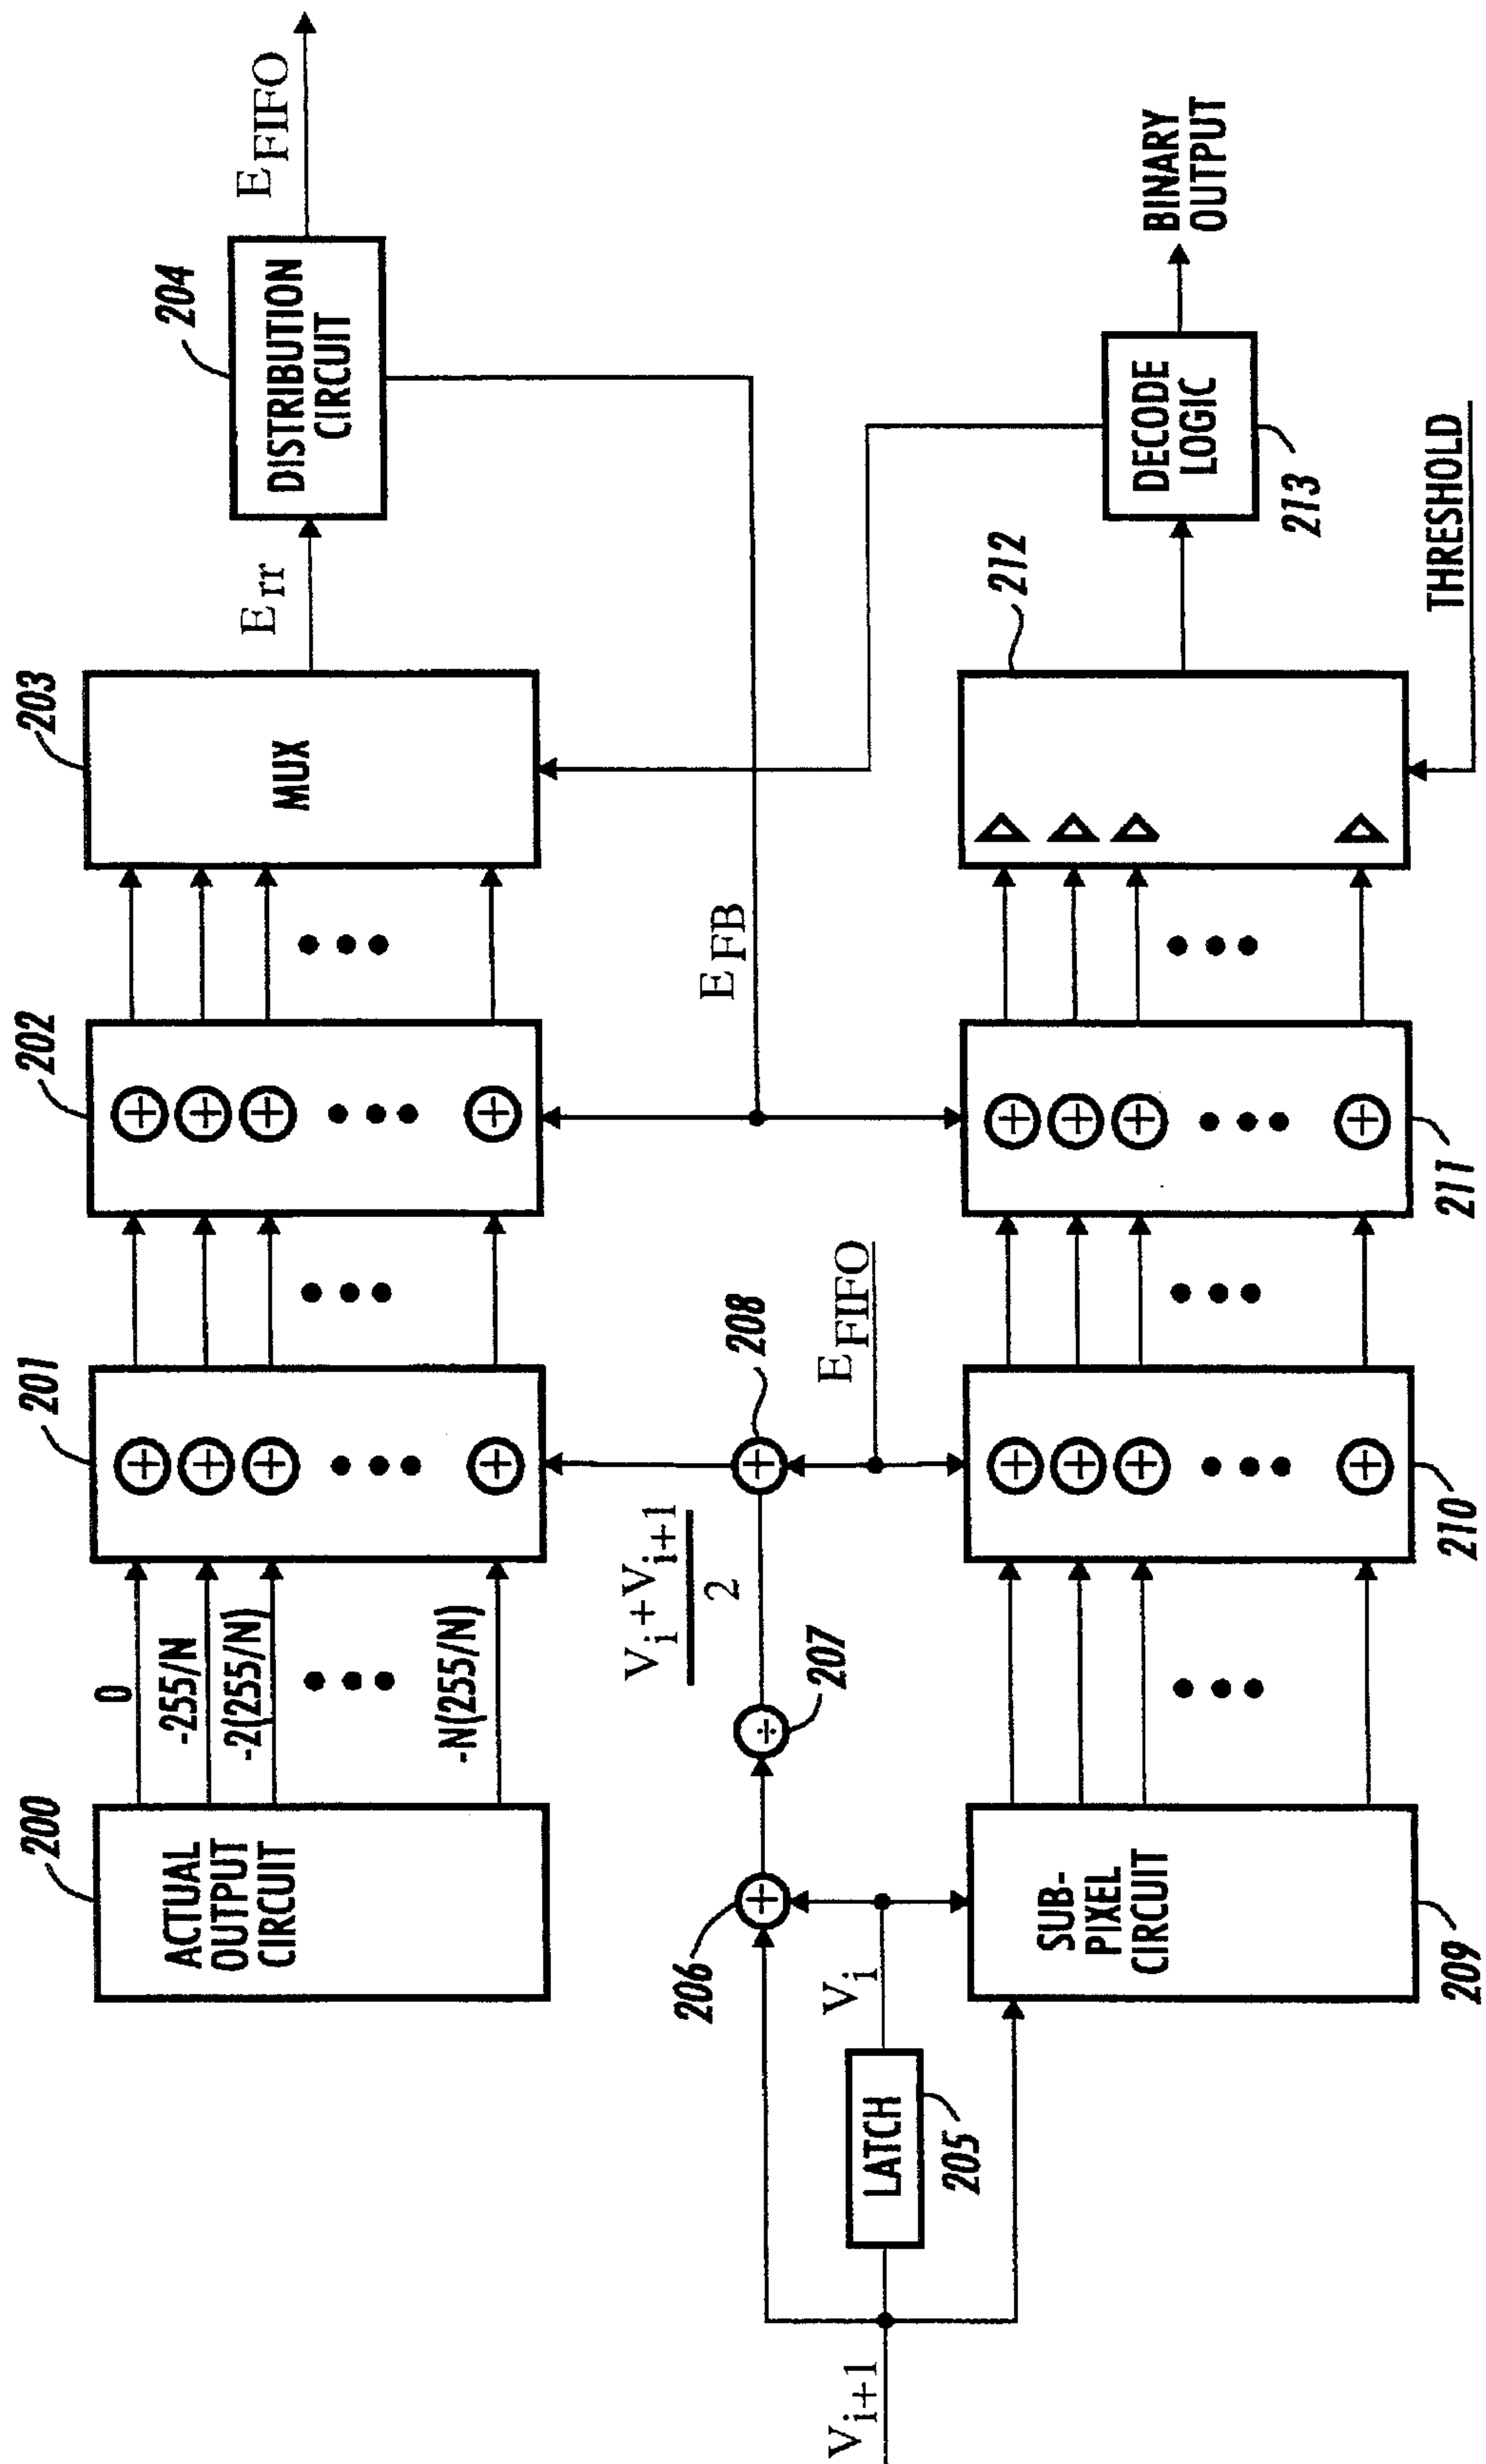 200
ACTUAL
OUTPUT
CIRCUIT
0
-255/N
-2(255/N)
-N(255/N)
201
202
203
MUX
E_rr
204
DISTRIBUTION
CIRCUIT
E_FIFO
V_i+1
LATCH
205
V_i
206
207
V_i+V_i+1
2
208
E_FIFO
E_FB
SUB-
PIXEL
CIRCUIT
209
210
211
212
THRESHOLD
DECODE
LOGIC
213
BINARY
OUTPUT